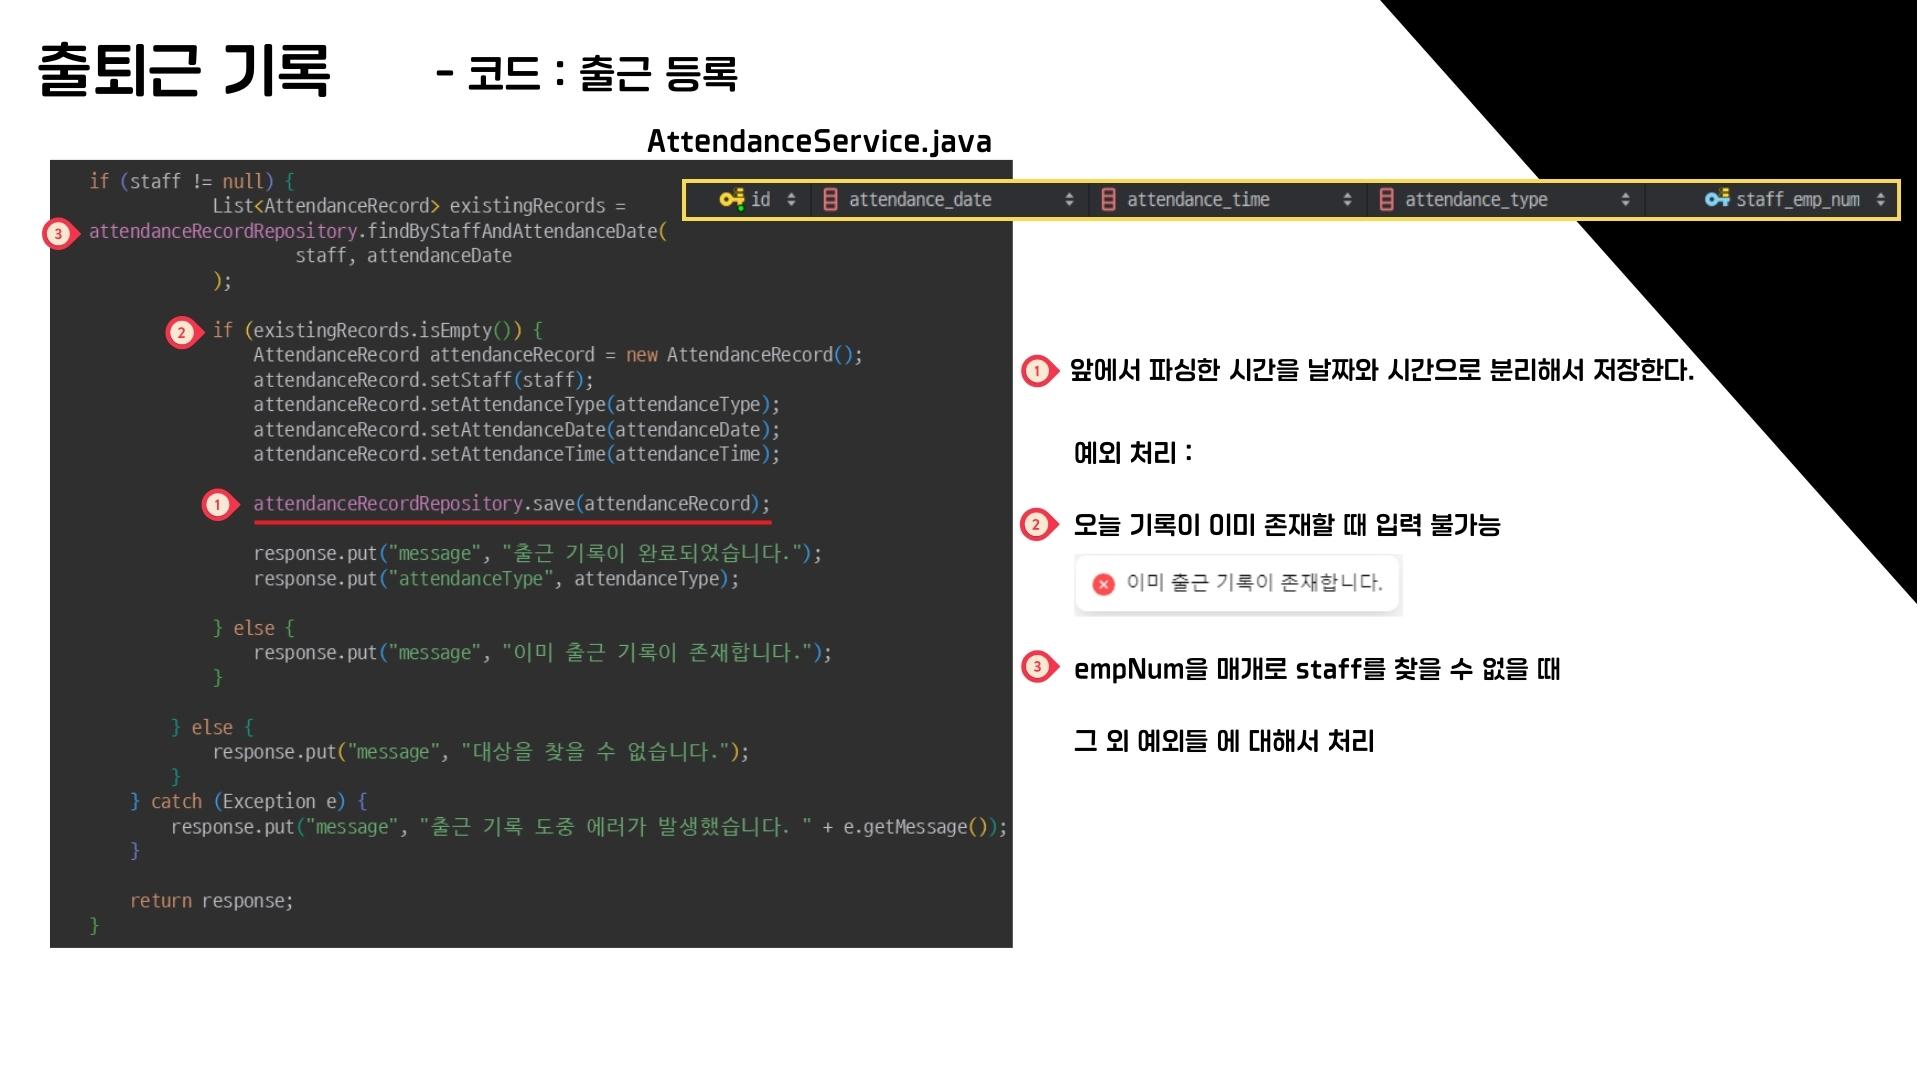 출퇴근 기록
- 코드 : 출근 등록
AttendanceService.java
id attendance_date attendance_time attendance_type staff_emp_num
if (staff != null) {
List<AttendanceRecord> existingRecords =
3 attendanceRecordRepository.findByStaffAndAttendanceDate(
staff, attendanceDate
);
2 if (existingRecords.isEmpty()) {
AttendanceRecord attendanceRecord = new AttendanceRecord();
attendanceRecord.setStaff(staff);
attendanceRecord.setAttendanceType(attendanceType);
attendanceRecord.setAttendanceDate(attendanceDate);
attendanceRecord.setAttendanceTime(attendanceTime);
1 attendanceRecordRepository.save(attendanceRecord);
response.put("message", "출근 기록이 완료되었습니다.");
response.put("attendanceType", attendanceType);
} else {
response.put("message", "이미 출근 기록이 존재합니다.");
}
} else {
response.put("message", "대상을 찾을 수 없습니다.");
}
} catch (Exception e) {
response.put("message", "출근 기록 도중 에러가 발생했습니다. " + e.getMessage());
}
return response;
}
1 앞에서 파싱한 시간을 날짜와 시간으로 분리해서 저장한다.
예외 처리 :
2 오늘 기록이 이미 존재할 때 입력 불가능
이미 출근 기록이 존재합니다.
3 empNum을 매개로 staff를 찾을 수 없을 때
그 외 예외들 에 대해서 처리